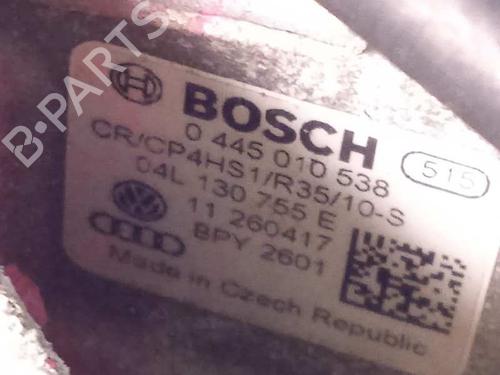 B-PARTS
BOSCH
0 445 010 538
515
CR/CP4HS1/R35/10-S
04L 130 755 E
11 260417
BPY 2601
Made in Czech Republic